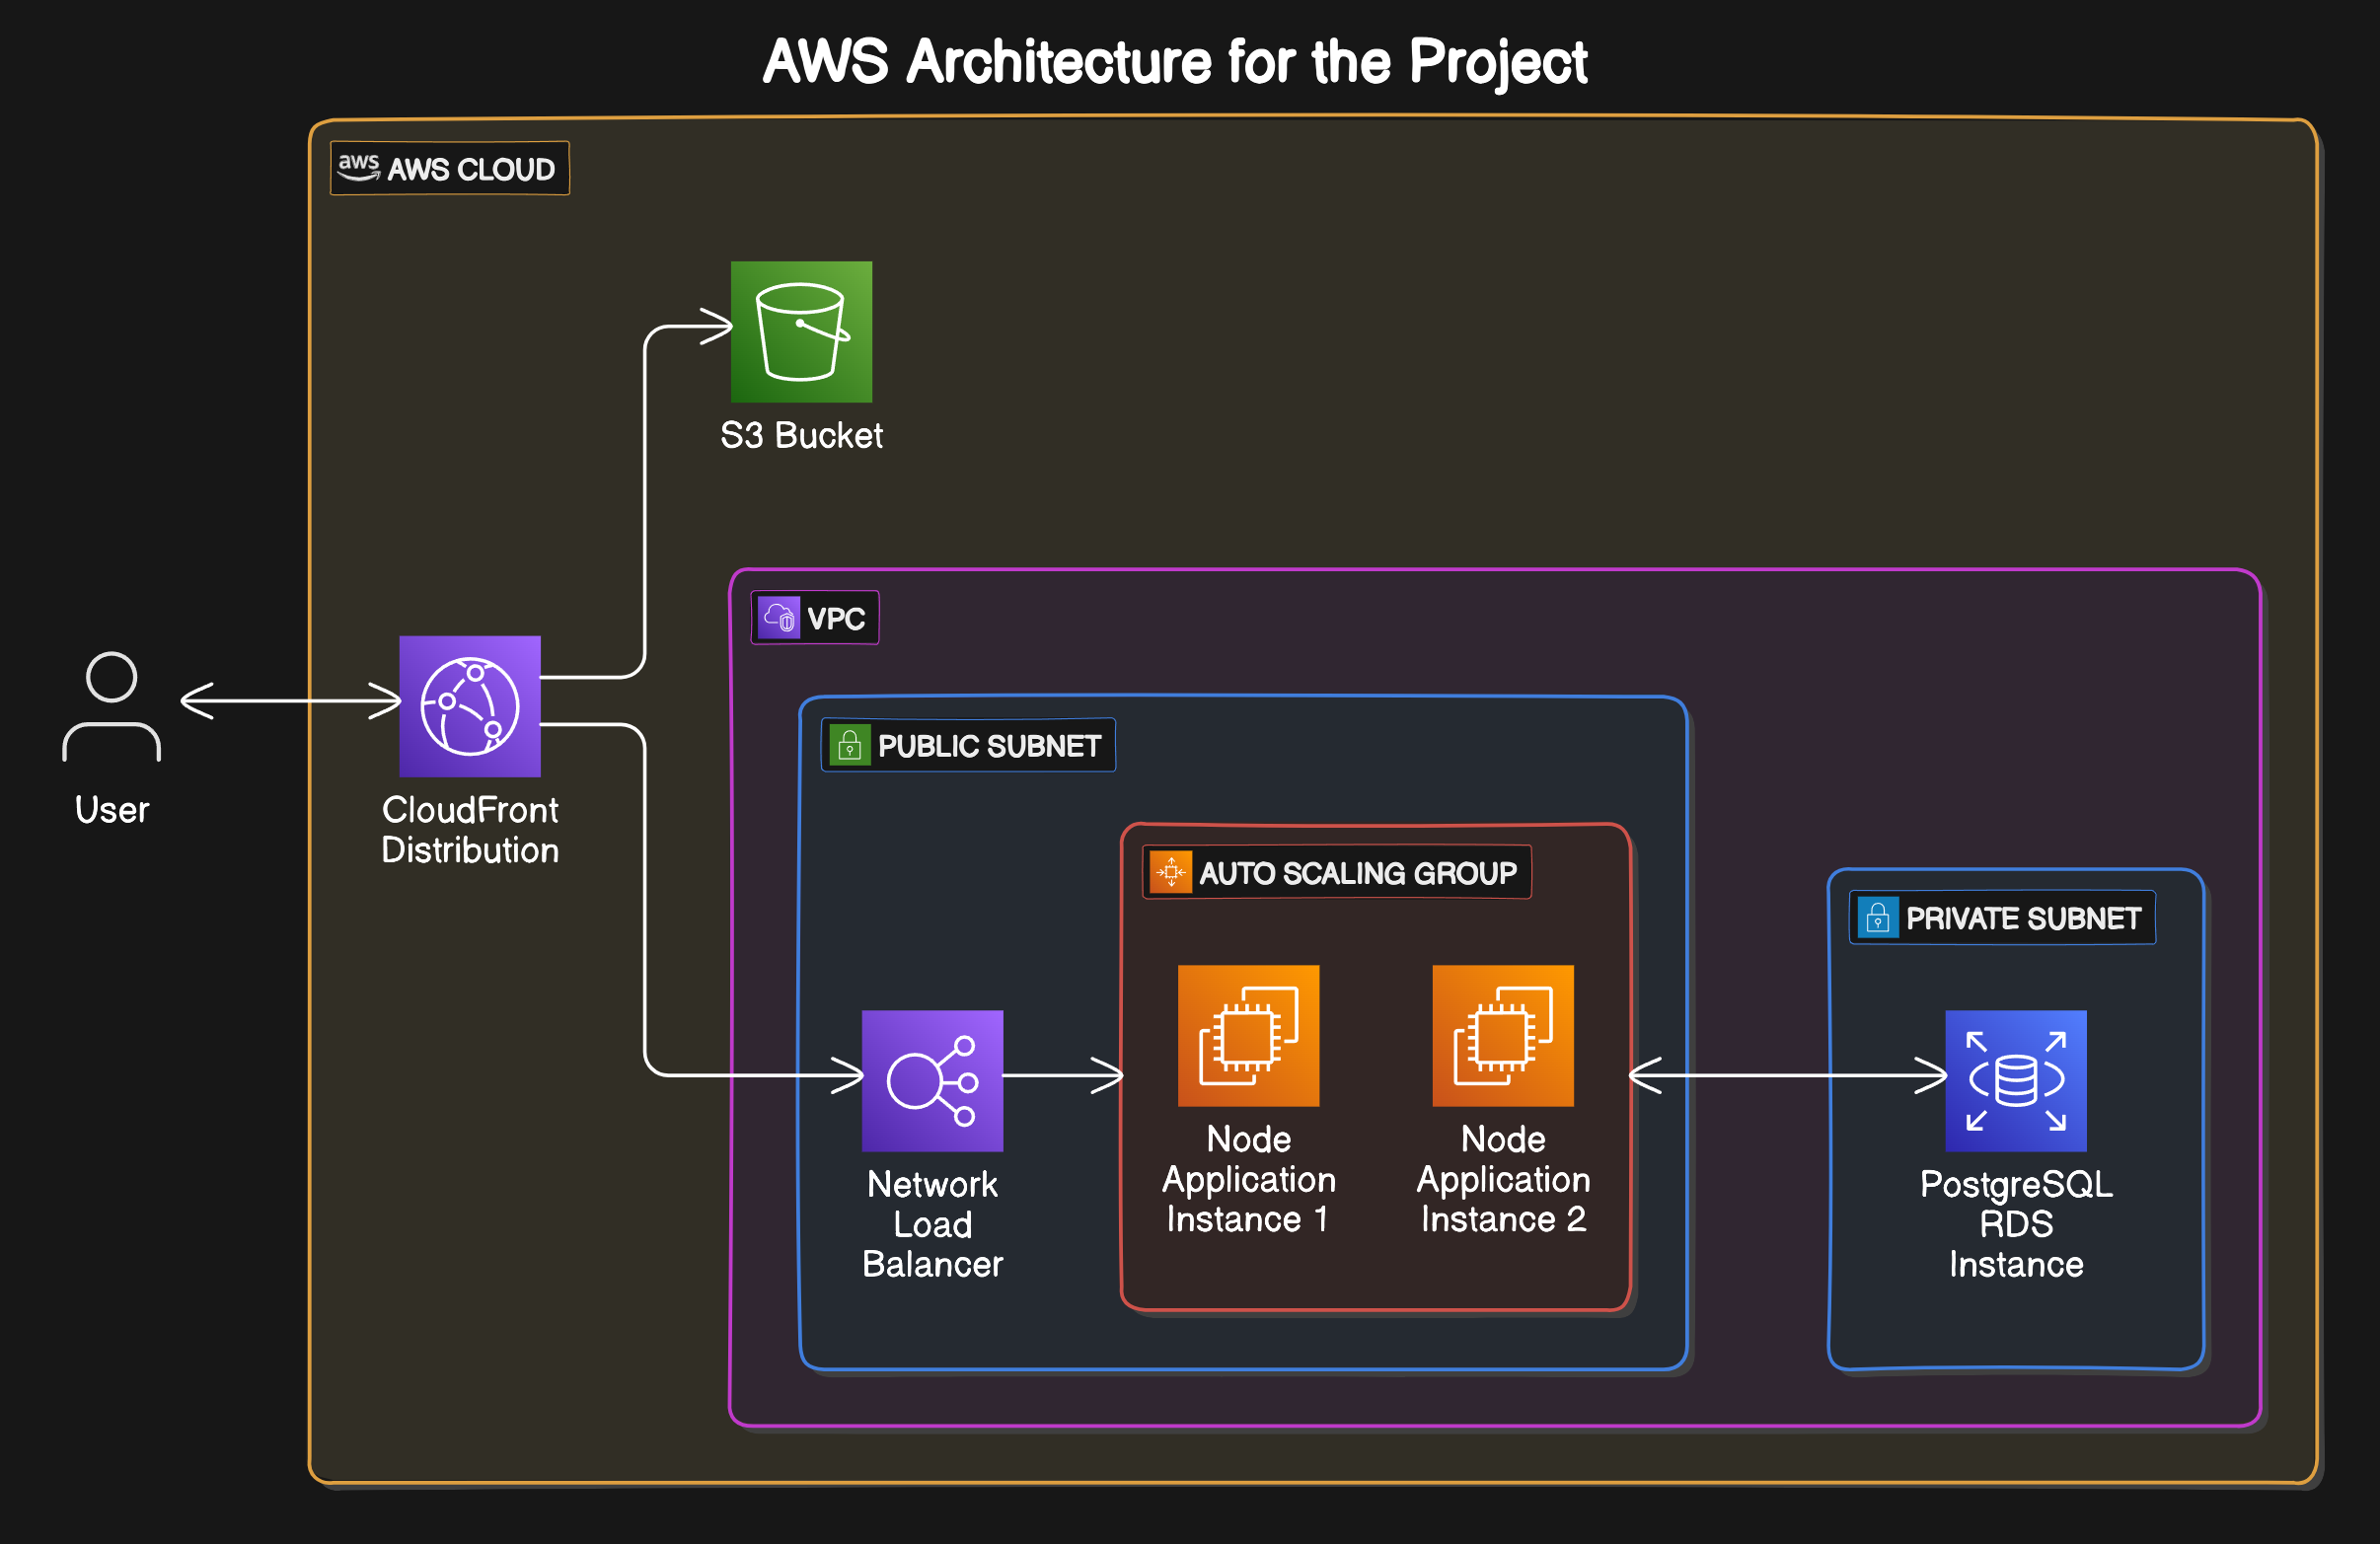 AWS Architecture for the Project
aws AWS CLOUD
S3 Bucket
VPC
PUBLIC SUBNET
User
CloudFront
Distribution
AUTO SCALING GROUP
PRIVATE SUBNET
Network
Load
Balancer
Node
Application
Instance 1
Node
Application
Instance 2
PostgreSQL
RDS
Instance